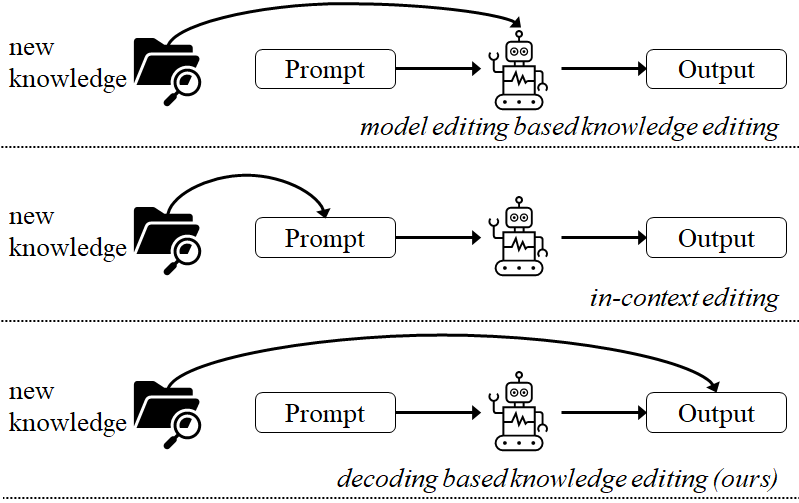 new
knowledge
Prompt
Output
model editing based knowledge editing
new
knowledge
Prompt
Output
in-context editing
new
knowledge
Prompt
Output
decoding based knowledge editing (ours)